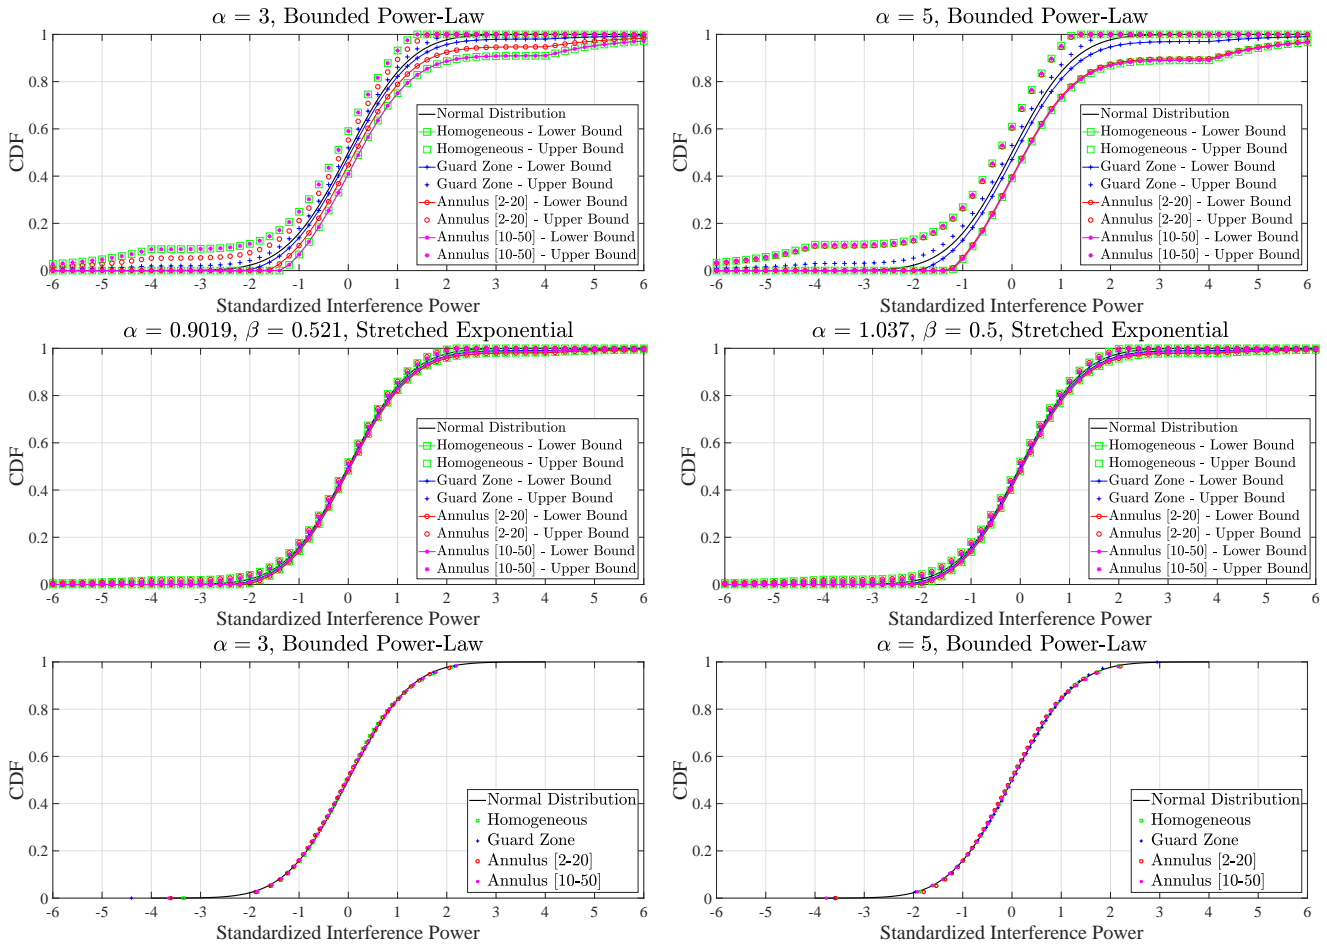 α = 3, Bounded Power-Law
CDF
1
0.8
0.6
0.4
0.2
0
Normal Distribution
Homogeneous - Lower Bound
Homogeneous - Upper Bound
Guard Zone - Lower Bound
Guard Zone - Upper Bound
Annulus [2-20] - Lower Bound
Annulus [2-20] - Upper Bound
Annulus [10-50] - Lower Bound
Annulus [10-50] - Upper Bound
-6 -5 -4 -3 -2 -1 0 1 2 3 4 5 6
Standardized Interference Power
α = 5, Bounded Power-Law
CDF
1
0.8
0.6
0.4
0.2
0
Normal Distribution
Homogeneous - Lower Bound
Homogeneous - Upper Bound
Guard Zone - Lower Bound
Guard Zone - Upper Bound
Annulus [2-20] - Lower Bound
Annulus [2-20] - Upper Bound
Annulus [10-50] - Lower Bound
Annulus [10-50] - Upper Bound
-6 -5 -4 -3 -2 -1 0 1 2 3 4 5 6
Standardized Interference Power
α = 0.9019, β = 0.521, Stretched Exponential
CDF
1
0.8
0.6
0.4
0.2
0
Normal Distribution
Homogeneous - Lower Bound
Homogeneous - Upper Bound
Guard Zone - Lower Bound
Guard Zone - Upper Bound
Annulus [2-20] - Lower Bound
Annulus [2-20] - Upper Bound
Annulus [10-50] - Lower Bound
Annulus [10-50] - Upper Bound
-6 -5 -4 -3 -2 -1 0 1 2 3 4 5 6
Standardized Interference Power
α = 1.037, β = 0.5, Stretched Exponential
CDF
1
0.8
0.6
0.4
0.2
0
Normal Distribution
Homogeneous - Lower Bound
Homogeneous - Upper Bound
Guard Zone - Lower Bound
Guard Zone - Upper Bound
Annulus [2-20] - Lower Bound
Annulus [2-20] - Upper Bound
Annulus [10-50] - Lower Bound
Annulus [10-50] - Upper Bound
-6 -5 -4 -3 -2 -1 0 1 2 3 4 5 6
Standardized Interference Power
α = 3, Bounded Power-Law
CDF
1
0.8
0.6
0.4
0.2
0
Normal Distribution
Homogeneous
Guard Zone
Annulus [2-20]
Annulus [10-50]
-6 -5 -4 -3 -2 -1 0 1 2 3 4 5 6
Standardized Interference Power
α = 5, Bounded Power-Law
CDF
1
0.8
0.6
0.4
0.2
0
Normal Distribution
Homogeneous
Guard Zone
Annulus [2-20]
Annulus [10-50]
-6 -5 -4 -3 -2 -1 0 1 2 3 4 5 6
Standardized Interference Power